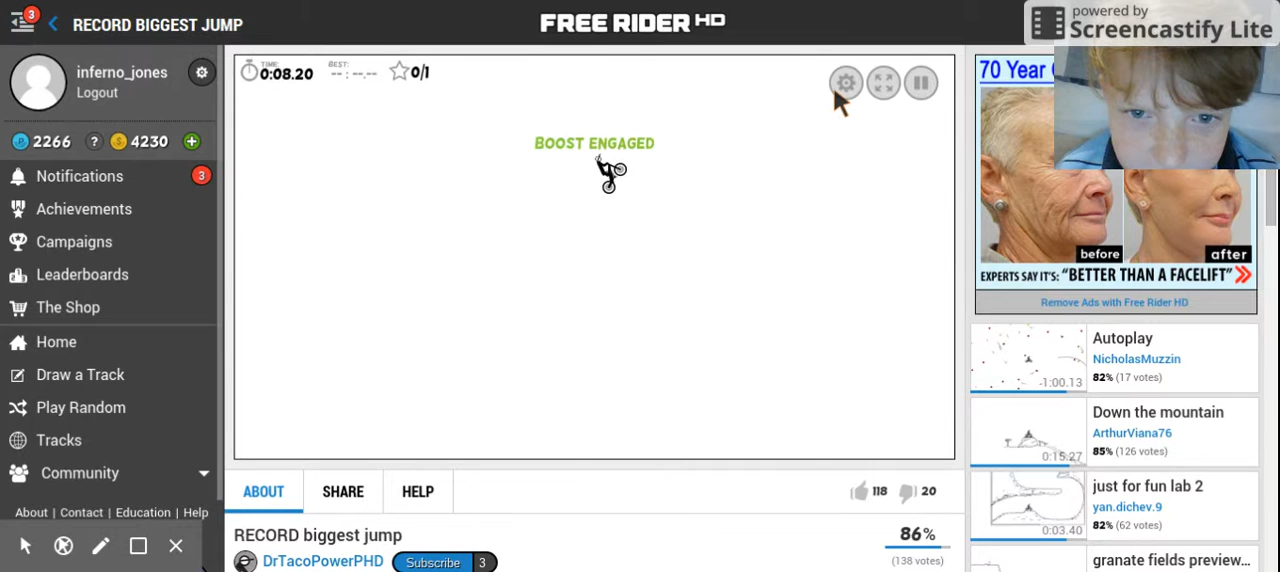 3
RECORD BIGGEST JUMP
FREE RIDER HD
powered by
Screencastify Lite
inferno_jones
Logout
P 2266 ? $ 4230 +
Notifications 3
Achievements
Campaigns
Leaderboards
The Shop
Home
Draw a Track
Play Random
Tracks
Community
About | Contact | Education | Help
TIME:
0:08.20
BEST:
-- : --.--
0/1
BOOST ENGAGED
ABOUT SHARE HELP
118 20
RECORD biggest jump
DrTacoPowerPHD Subscribe 3
86%
(138 votes)
70 Year
before after
EXPERTS SAY IT'S: "BETTER THAN A FACELIFT"
Remove Ads with Free Rider HD
Autoplay
NicholasMuzzin
82% (17 votes)
-1:00.13
Down the mountain
ArthurViana76
85% (126 votes)
0:15.27
just for fun lab 2
yan.dichev.9
82% (62 votes)
0:03.40
granate fields preview...